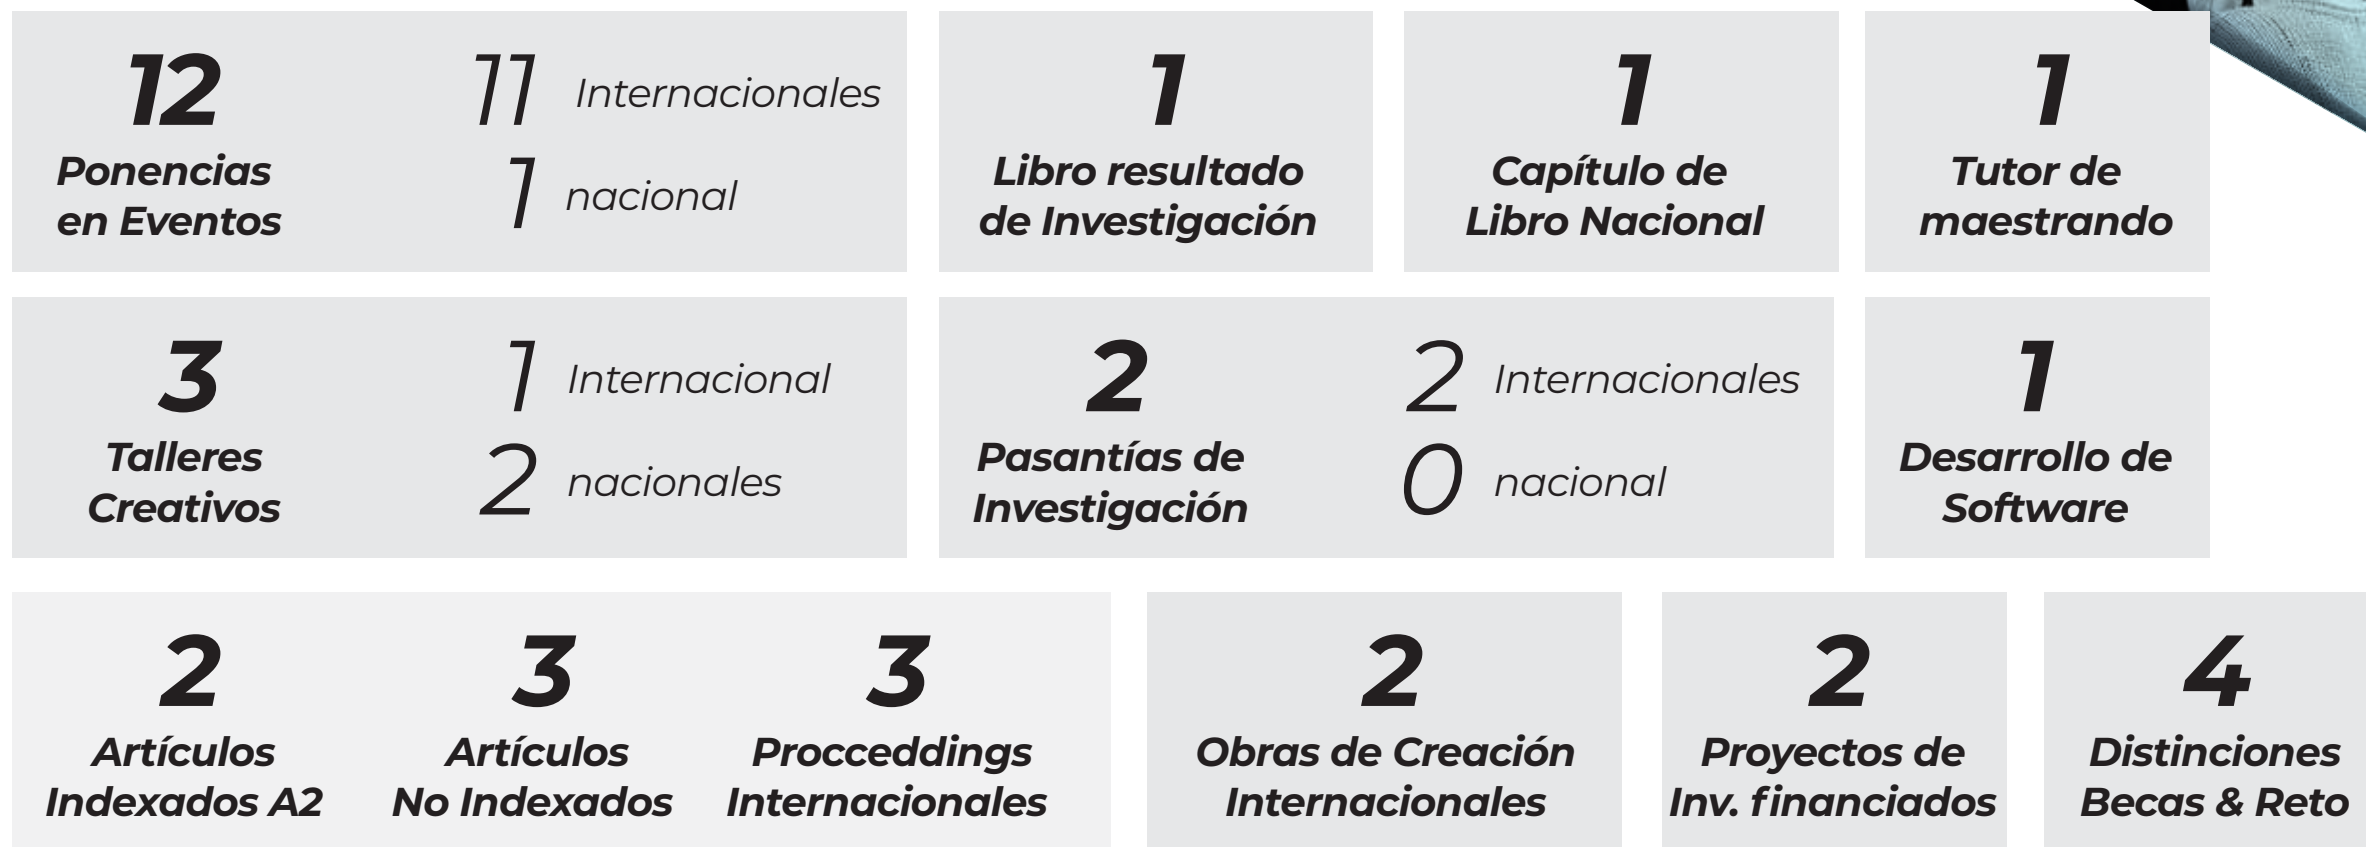 12
Ponencias
en Eventos
11 Internacionales
1 nacional
1
Libro resultado
de Investigación
1
Capítulo de
Libro Nacional
1
Tutor de
maestrando
3
Talleres
Creativos
1 Internacional
2 nacionales
2
Pasantías de
Investigación
2 Internacionales
0 nacional
1
Desarrollo de
Software
2
Artículos
Indexados A2
3
Artículos
No Indexados
3
Procceddings
Internacionales
2
Obras de Creación
Internacionales
2
Proyectos de
Inv. financiados
4
Distinciones
Becas & Reto